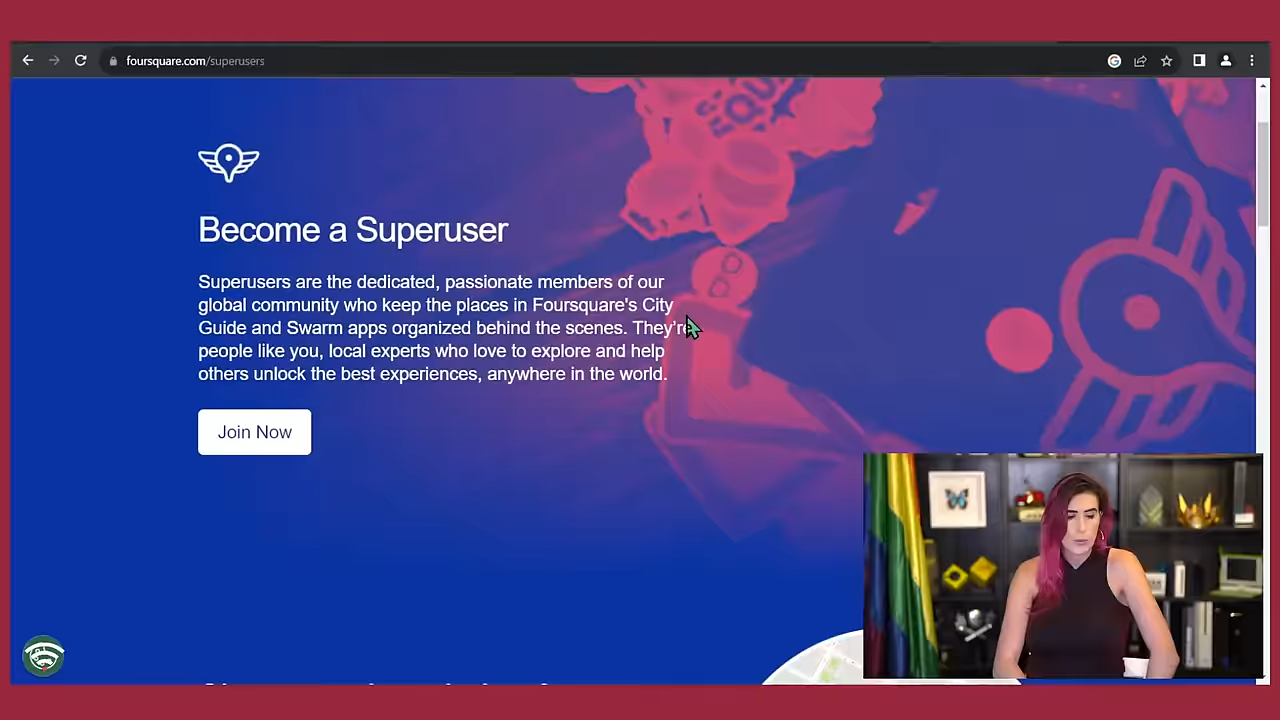 foursquare.com/superusers
SQU
Become a Superuser
Superusers are the dedicated, passionate members of our
global community who keep the places in Foursquare's City
Guide and Swarm apps organized behind the scenes. They're
people like you, local experts who love to explore and help
others unlock the best experiences, anywhere in the world.
Join Now